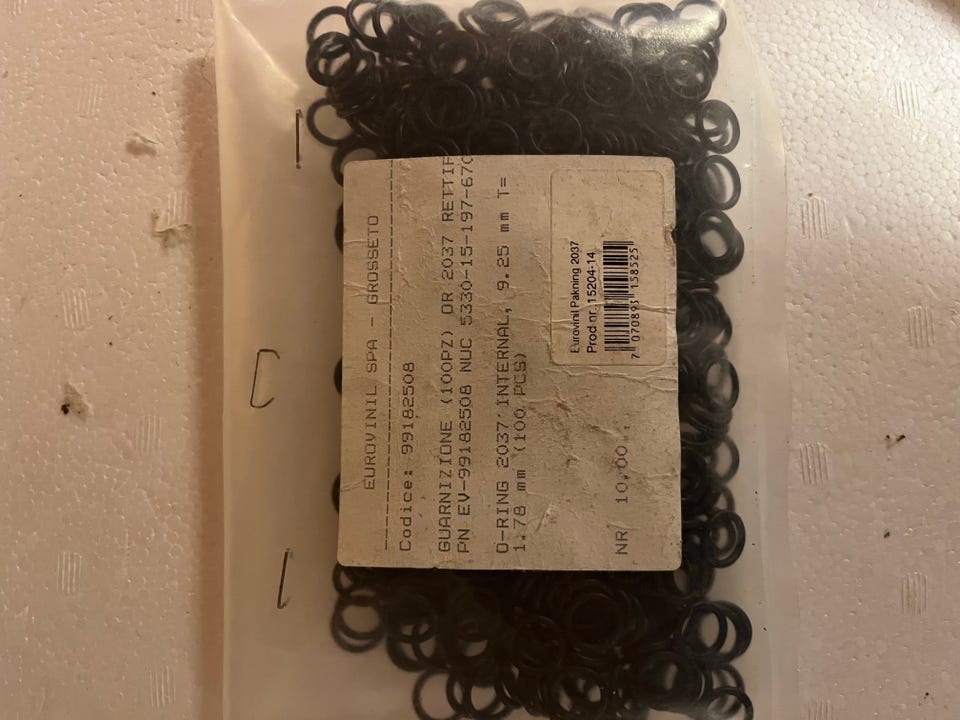 EUROVINIL SPA - GROSSETO
Codice: 99182508
GUARNIZIONE (100PZ) OR 2037 RETTIF
PN EV-99182508 NUC 5330-15-197-670
O-RING 2037 INTERNAL, 9.25 mm T=
1.78 mm (100 PCS)
NR 10,00
Eurovinil Pakning 2037
Prod.nr. 15204-14
7 070893 158525